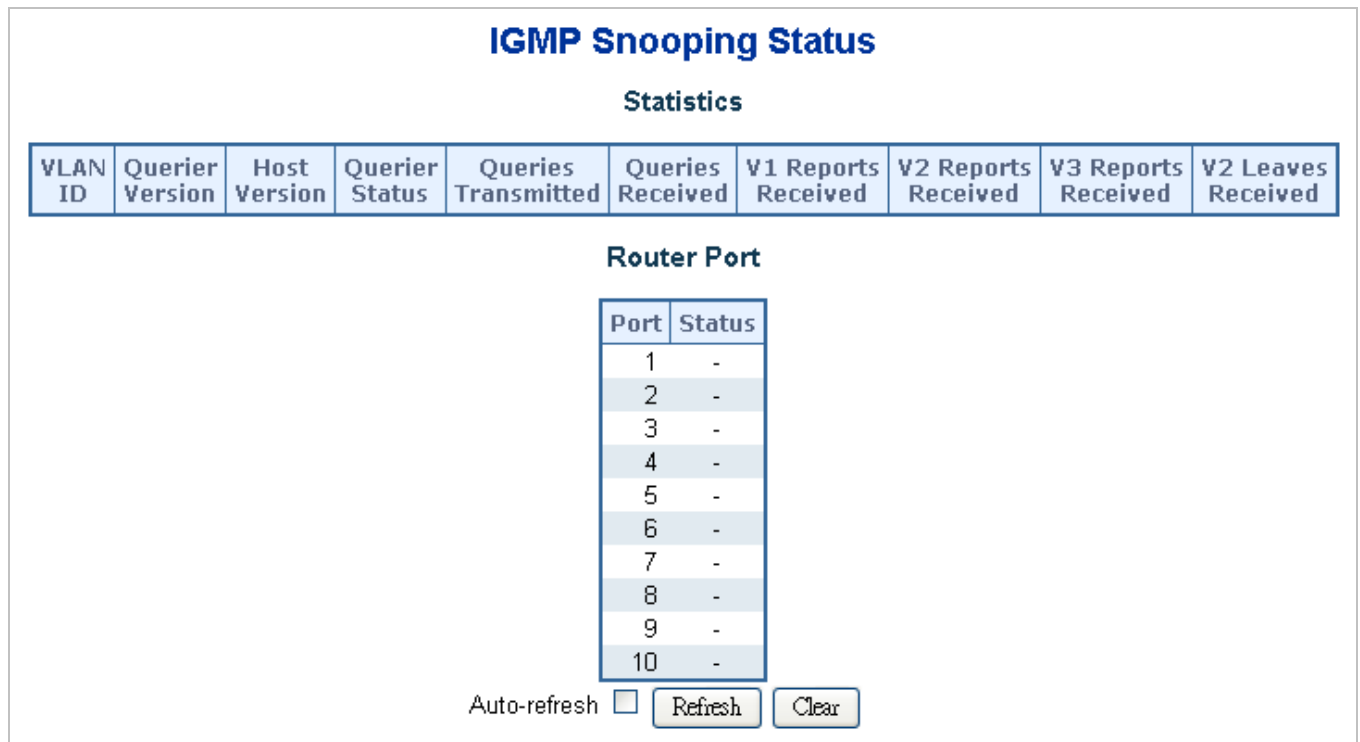 IGMP Snooping Status
Statistics
VLAN ID Querier Version Host Version Querier Status Queries Transmitted Queries Received V1 Reports Received V2 Reports Received V3 Reports Received V2 Leaves Received
Router Port
Port Status
1 -
2 -
3 -
4 -
5 -
6 -
7 -
8 -
9 -
10 -
Auto-refresh Refresh Clear